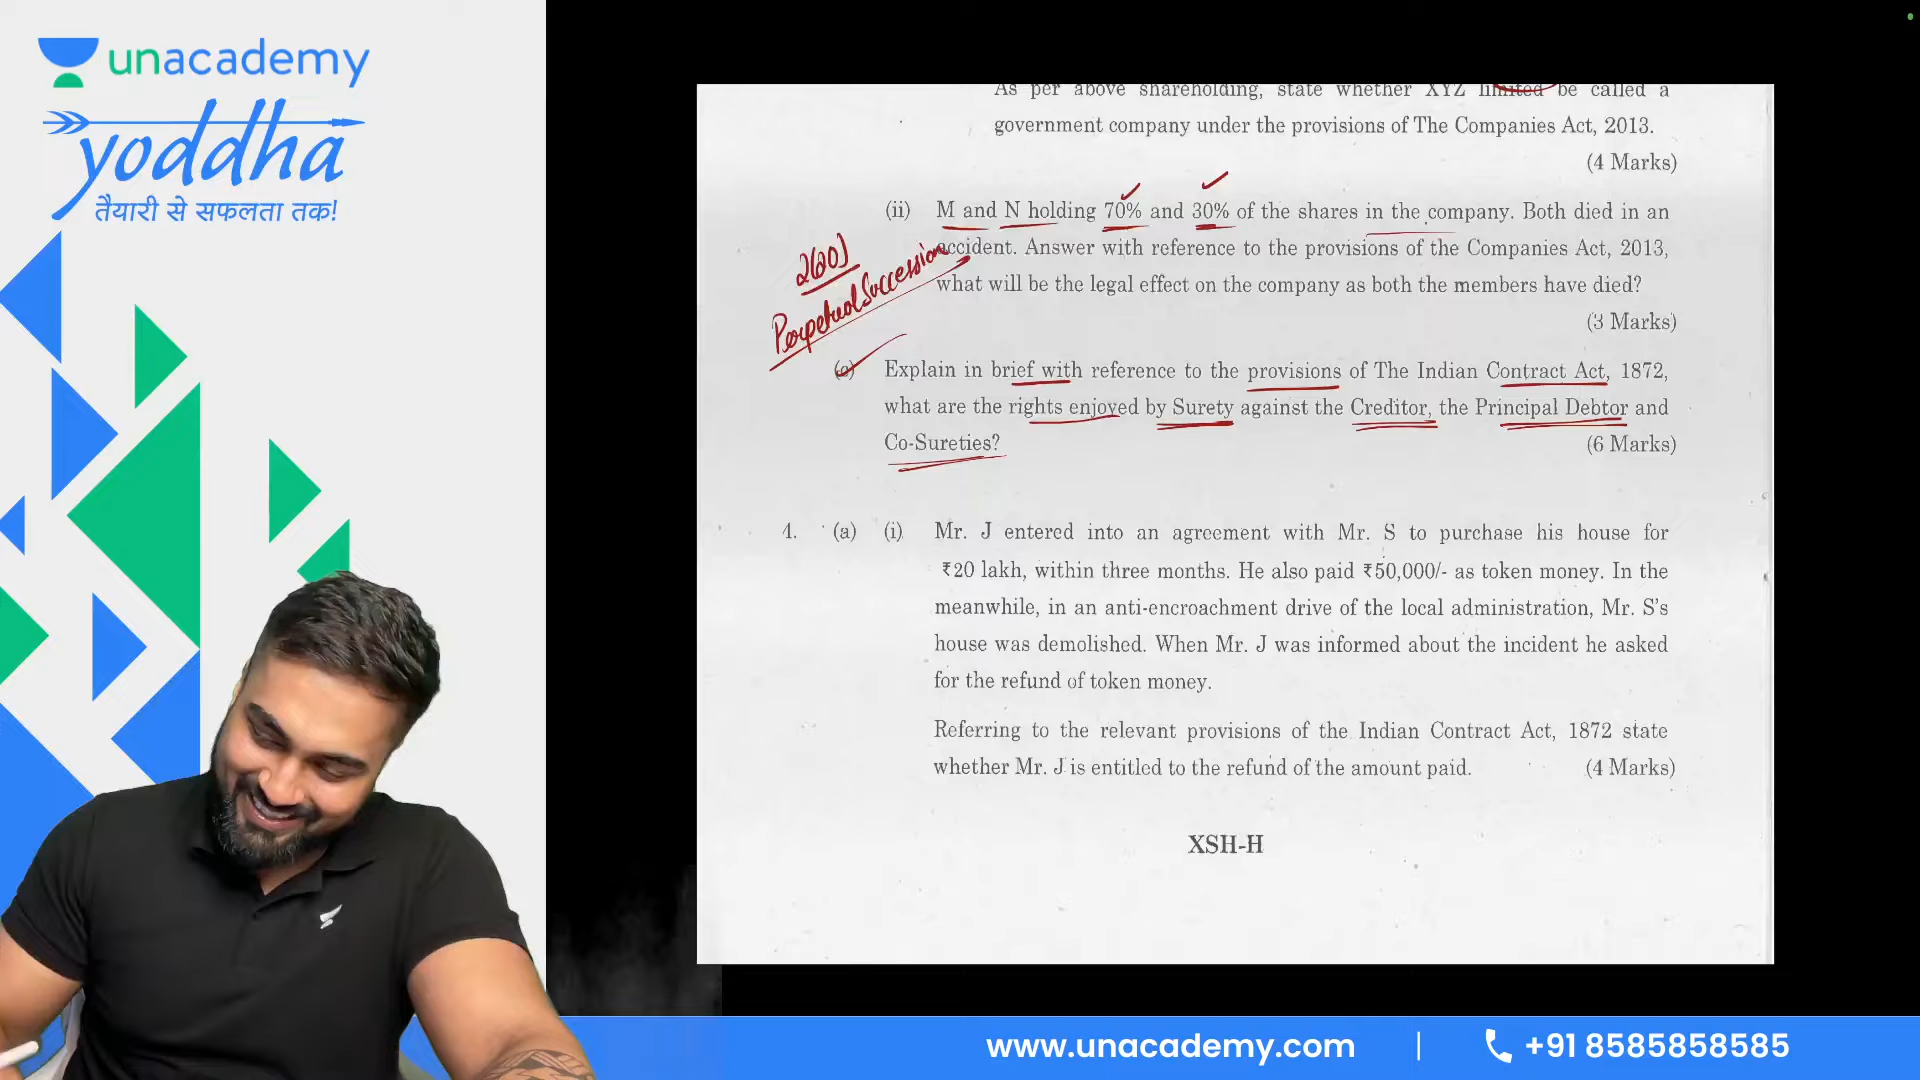 unacademy
yoddha
तैयारी से सफलता तक!
As per above shareholding, state whether XYZ limited be called a
government company under the provisions of The Companies Act, 2013.
(4 Marks)
(ii) M and N holding 70% and 30% of the shares in the company. Both died in an
accident. Answer with reference to the provisions of the Companies Act, 2013,
what will be the legal effect on the company as both the members have died?
(3 Marks)
2(20)
Perpetual Succession
(c) Explain in brief with reference to the provisions of The Indian Contract Act, 1872,
what are the rights enjoyed by Surety against the Creditor, the Principal Debtor and
Co-Sureties? (6 Marks)
4. (a) (i) Mr. J entered into an agreement with Mr. S to purchase his house for
₹20 lakh, within three months. He also paid ₹50,000/- as token money. In the
meanwhile, in an anti-encroachment drive of the local administration, Mr. S's
house was demolished. When Mr. J was informed about the incident he asked
for the refund of token money.
Referring to the relevant provisions of the Indian Contract Act, 1872 state
whether Mr. J is entitled to the refund of the amount paid. (4 Marks)
XSH-H
www.unacademy.com | +91 8585858585